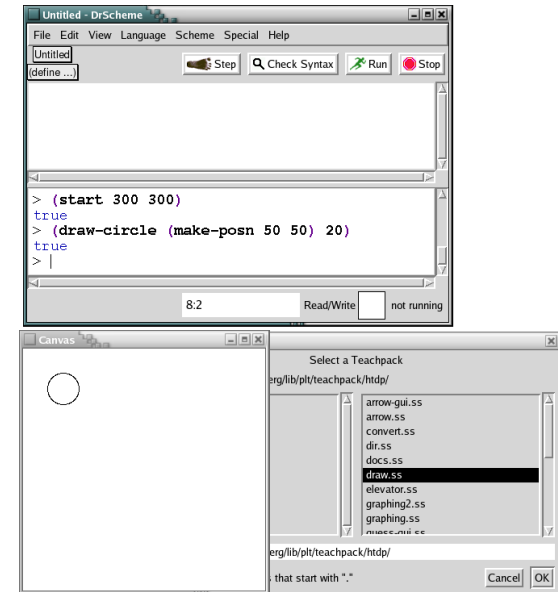 Untitled - DrScheme
File Edit View Language Scheme Special Help
Untitled
(define ...)
Step Check Syntax Run Stop
> (start 300 300)
true
> (draw-circle (make-posn 50 50) 20)
true
>
8:2 Read/Write not running
Canvas
Select a Teachpack
erg/lib/plt/teachpack/htdp/
arrow-gui.ss
arrow.ss
convert.ss
dir.ss
docs.ss
draw.ss
elevator.ss
graphing2.ss
graphing.ss
guess-gui.ss
erg/lib/plt/teachpack/htdp/
that start with "."
Cancel OK